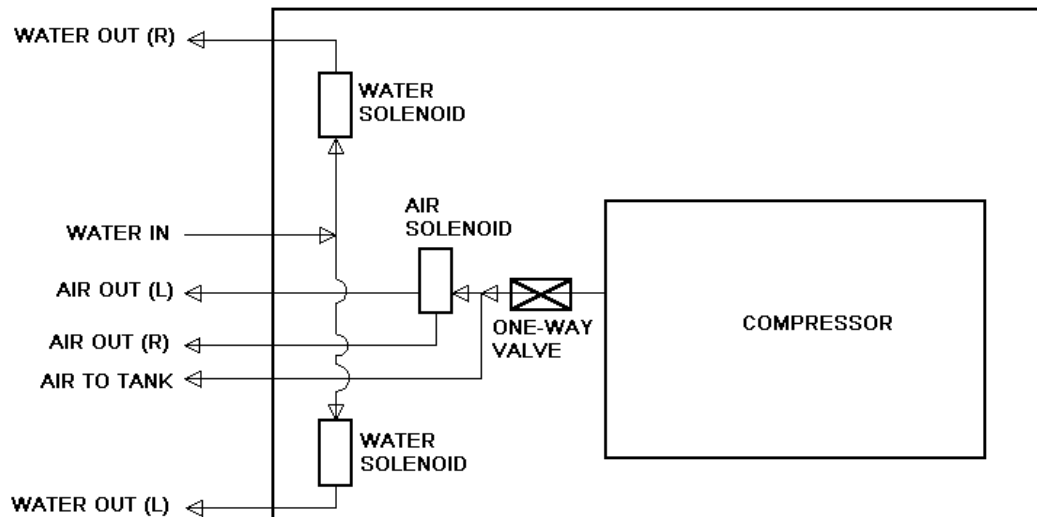 WATER OUT (R)
WATER
SOLENOID
WATER IN
AIR
SOLENOID
AIR OUT (L)
ONE-WAY
VALVE
COMPRESSOR
AIR OUT (R)
AIR TO TANK
WATER
SOLENOID
WATER OUT (L)